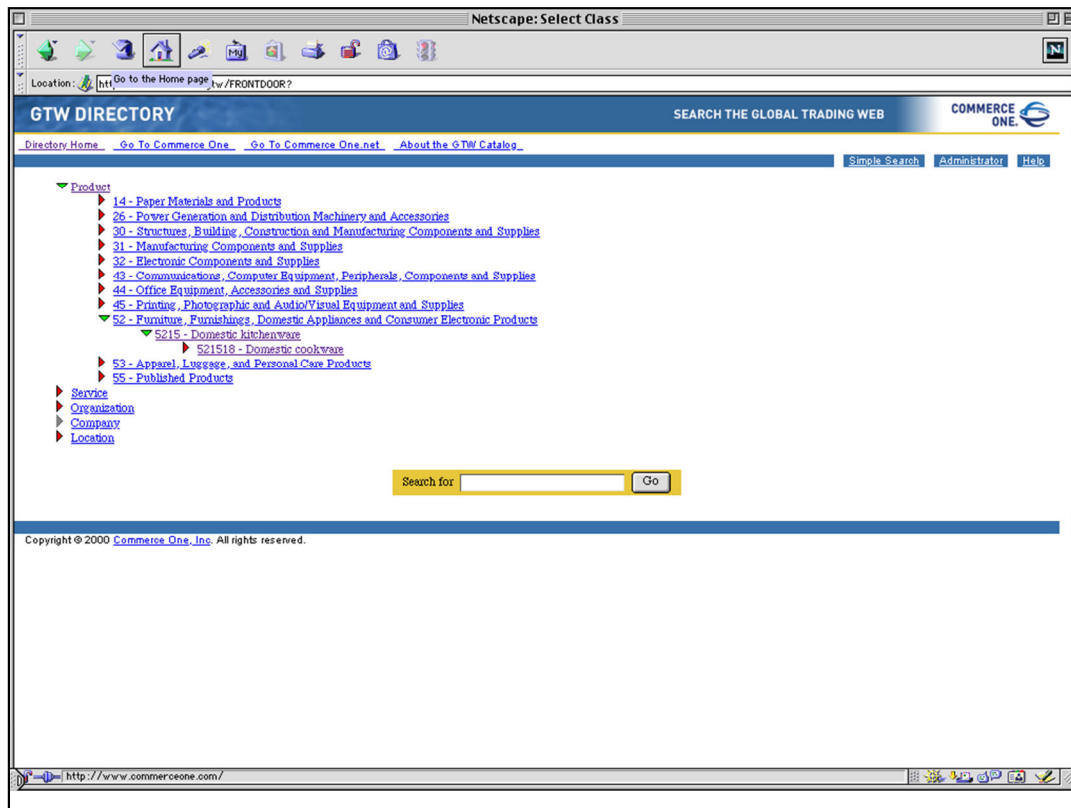 Netscape: Select Class
My
N
Location: htt Go to the Home page tw/FRONTDOOR?
GTW DIRECTORY SEARCH THE GLOBAL TRADING WEB COMMERCE ONE.
Directory Home Go To Commerce One Go To Commerce One.net About the GTW Catalog
Simple Search Administrator Help
Product
14 - Paper Materials and Products
26 - Power Generation and Distribution Machinery and Accessories
30 - Structures, Building, Construction and Manufacturing Components and Supplies
31 - Manufacturing Components and Supplies
32 - Electronic Components and Supplies
43 - Communications, Computer Equipment, Peripherals, Components and Supplies
44 - Office Equipment, Accessories and Supplies
45 - Printing, Photographic and Audio/Visual Equipment and Supplies
52 - Furniture, Furnishings, Domestic Appliances and Consumer Electronic Products
5215 - Domestic kitchenware
521518 - Domestic cookware
53 - Apparel, Luggage, and Personal Care Products
55 - Published Products
Service
Organization
Company
Location
Search for Go
Copyright © 2000 Commerce One, Inc. All rights reserved.
http://www.commerceone.com/